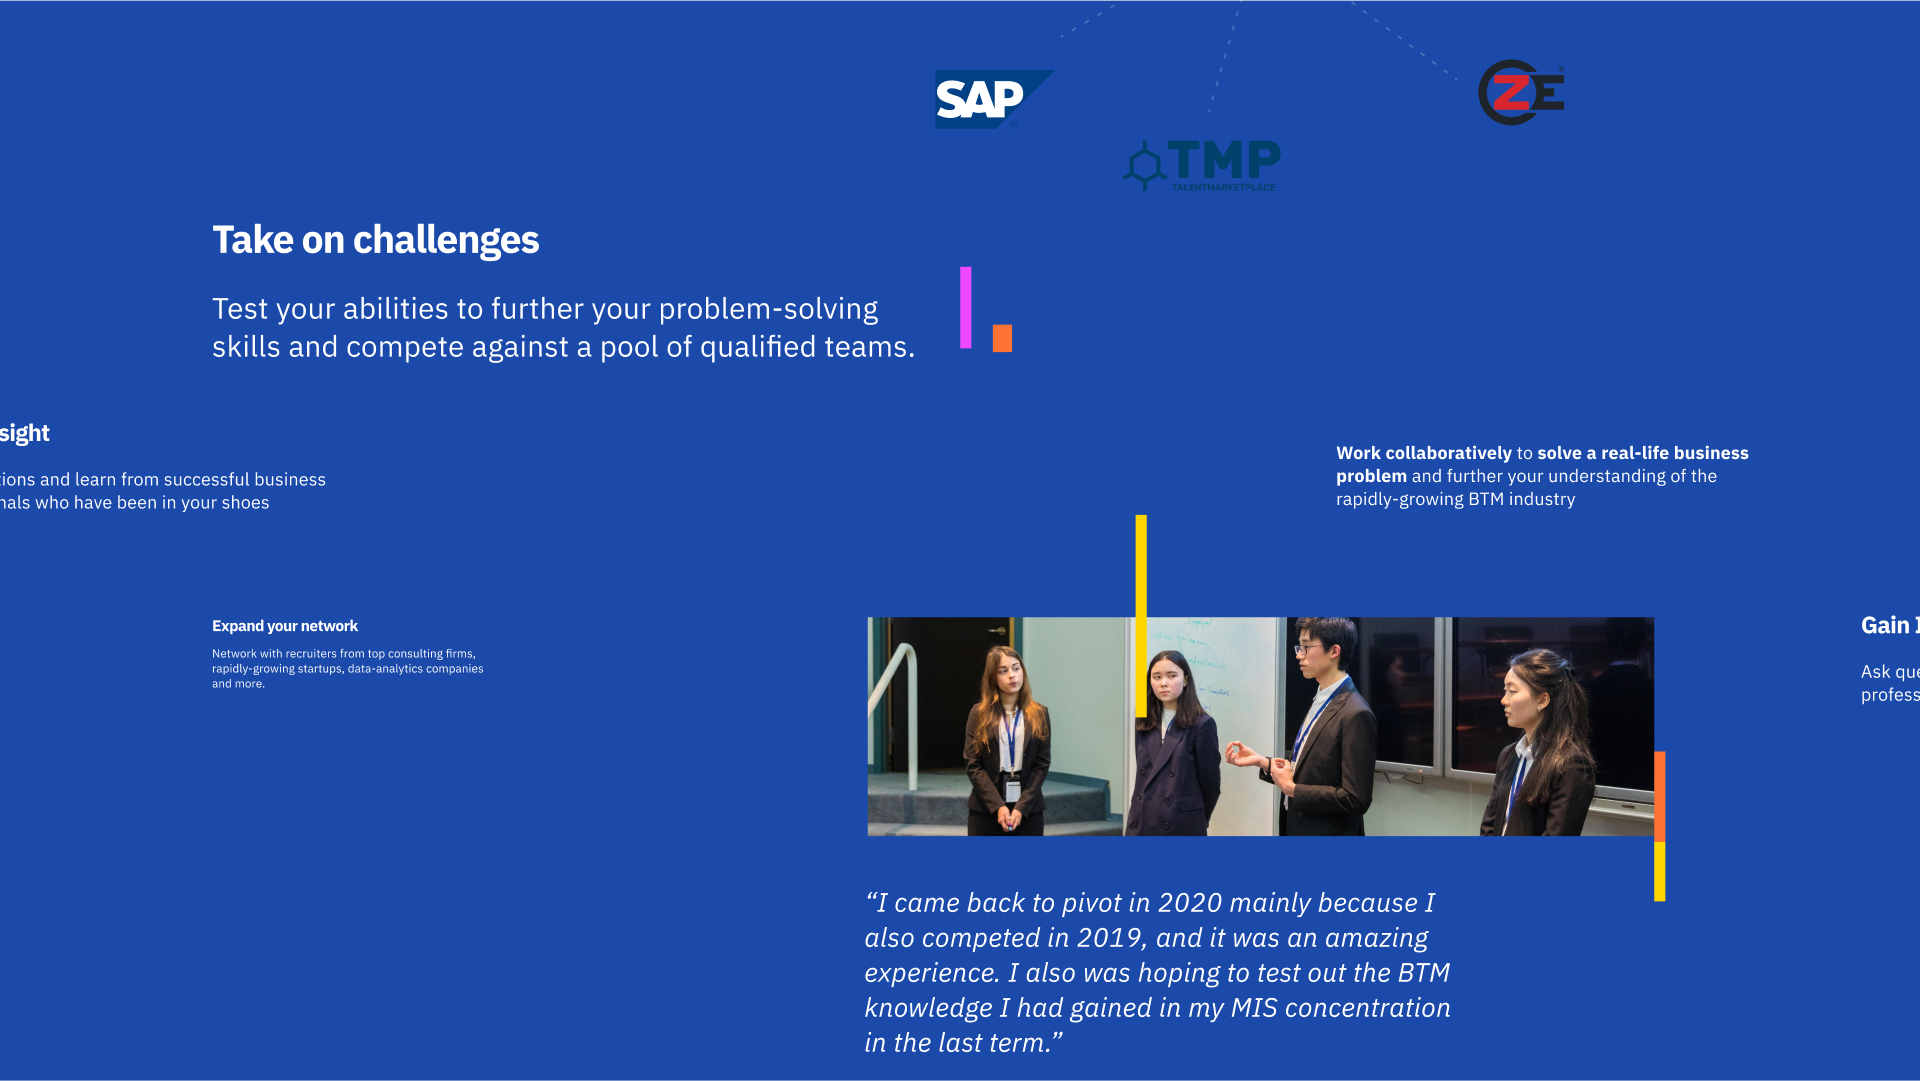 SAP
ZE
TMP
TALENTMARKETPLACE
Take on challenges
Test your abilities to further your problem-solving
skills and compete against a pool of qualified teams.
sight
tions and learn from successful business
nals who have been in your shoes
Work collaboratively to solve a real-life business
problem and further your understanding of the
rapidly-growing BTM industry
Expand your network
Network with recruiters from top consulting firms,
rapidly-growing startups, data-analytics companies
and more.
Gain I
Ask que
profess
“I came back to pivot in 2020 mainly because I
also competed in 2019, and it was an amazing
experience. I also was hoping to test out the BTM
knowledge I had gained in my MIS concentration
in the last term.”